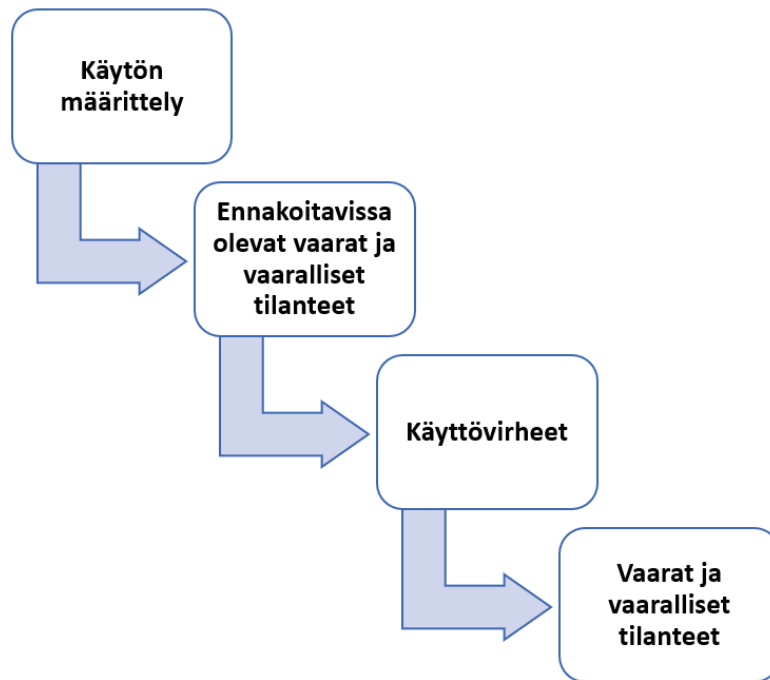 Käytön
määrittely
Ennakoitavissa
olevat vaarat ja
vaaralliset
tilanteet
Käyttövirheet
Vaarat ja
vaaralliset
tilanteet